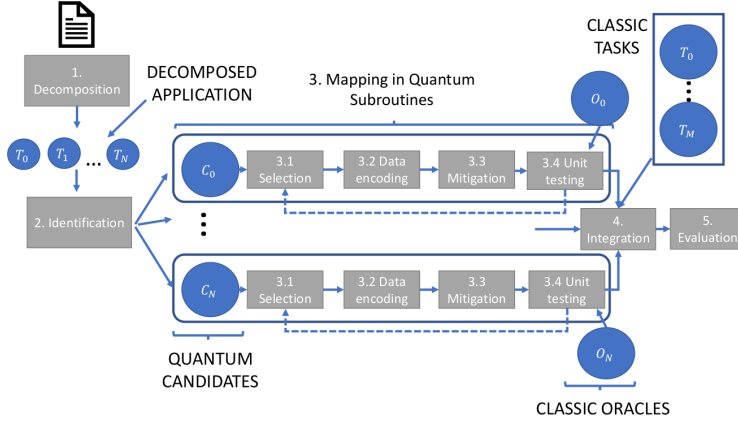 1.
Decomposition
DECOMPOSED
APPLICATION
T0
T1
...
TN
2. Identification
3. Mapping in Quantum
Subroutines
C0
3.1
Selection
3.2 Data
encoding
3.3
Mitigation
3.4 Unit
testing
O0
CLASSIC
TASKS
T0
TM
4.
Integration
5.
Evaluation
CN
3.1
Selection
3.2 Data
encoding
3.3
Mitigation
3.4 Unit
testing
ON
QUANTUM
CANDIDATES
CLASSIC ORACLES